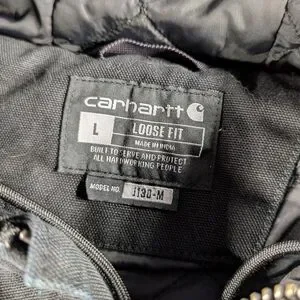 carhartt
L LOOSE FIT
MADE IN INDIA
BUILT TO SERVE AND PROTECT
ALL HARDWORKING PEOPLE
MODEL NO. J130-M